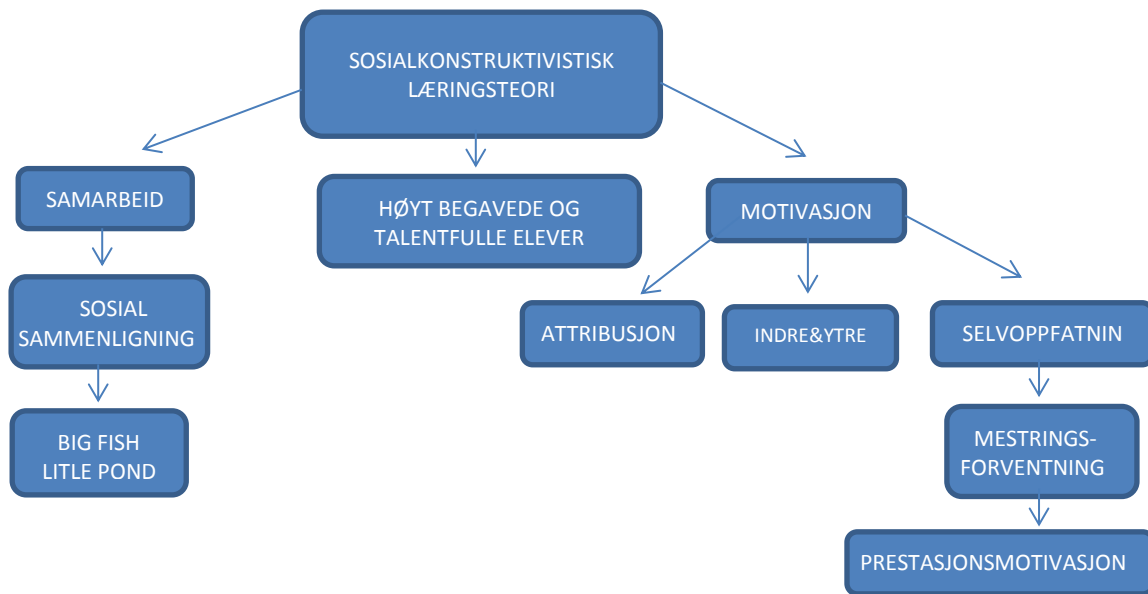 SOSIALKONSTRUKTIVISTISK
LÆRINGSTEORI
SAMARBEID
HØYT BEGAVEDE OG
TALENTFULLE ELEVER
MOTIVASJON
SOSIAL
SAMMENLIGNING
ATTRIBUSJON
INDRE&YTRE
SELVOPPFATNIN
BIG FISH
LITLE POND
MESTRINGS-
FORVENTNING
PRESTASJONSMOTIVASJON